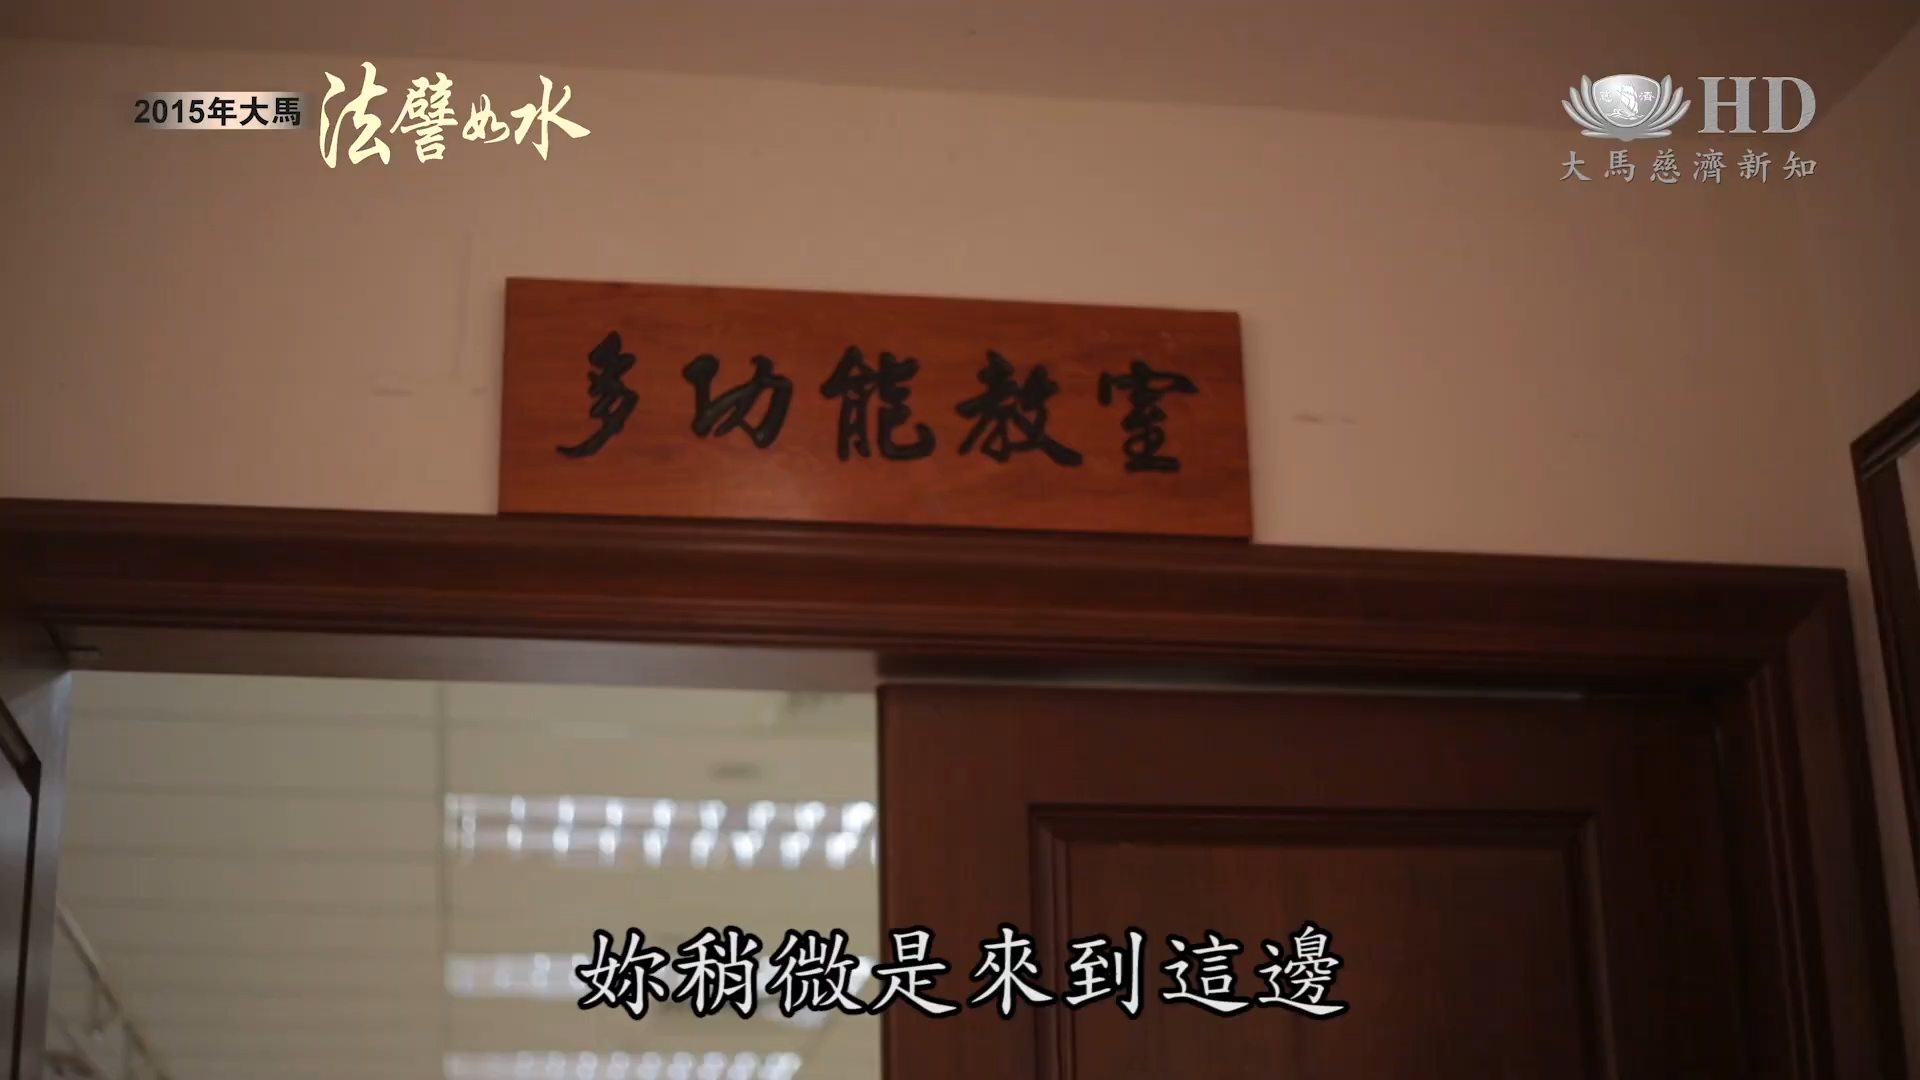 2015年大馬
法譬如水
HD
大馬慈濟新知
多功能教室
妳稍微是來到這邊